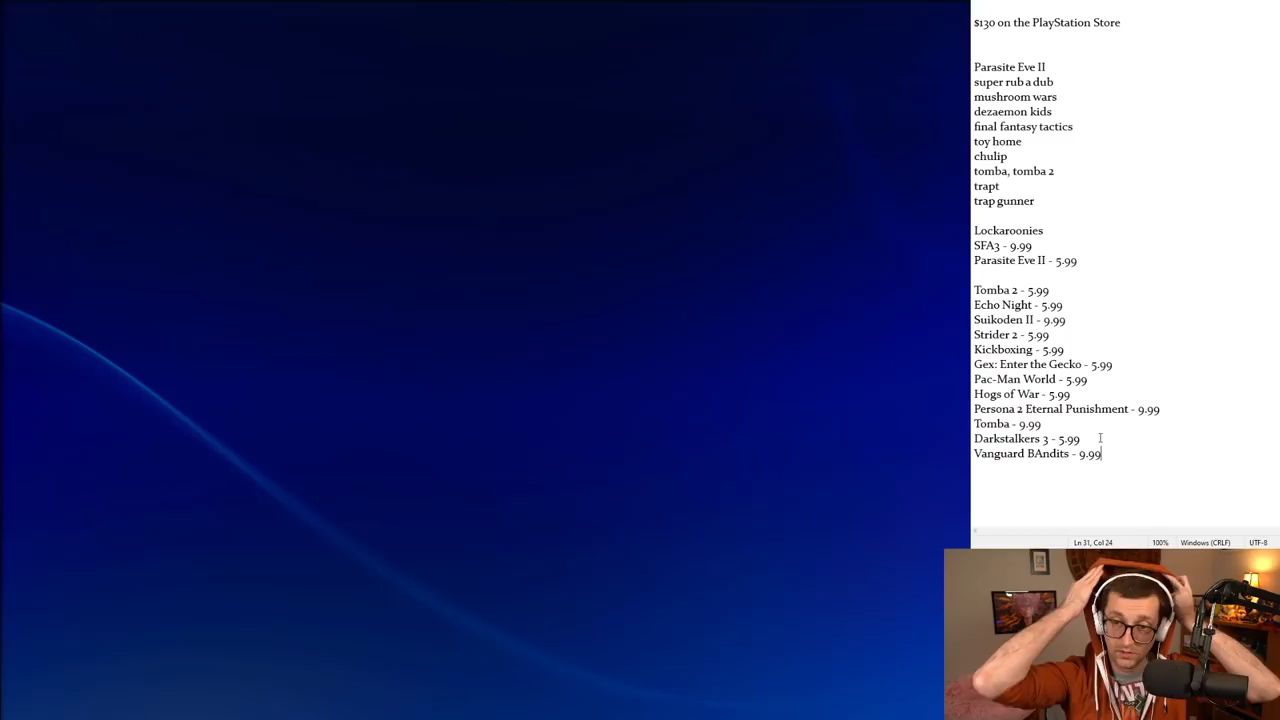 $130 on the PlayStation Store
Parasite Eve II
super rub a dub
mushroom wars
dezaemon kids
final fantasy tactics
toy home
chulip
tomba, tomba 2
trapt
trap gunner
Lockaroonies
SFA3 - 9.99
Parasite Eve II - 5.99
Tomba 2 - 5.99
Echo Night - 5.99
Suikoden II - 9.99
Strider 2 - 5.99
Kickboxing - 5.99
Gex: Enter the Gecko - 5.99
Pac-Man World - 5.99
Hogs of War - 5.99
Persona 2 Eternal Punishment - 9.99
Tomba - 9.99
Darkstalkers 3 - 5.99
Vanguard BAndits - 9.99
Ln 31, Col 24 100% Windows (CRLF) UTF-8